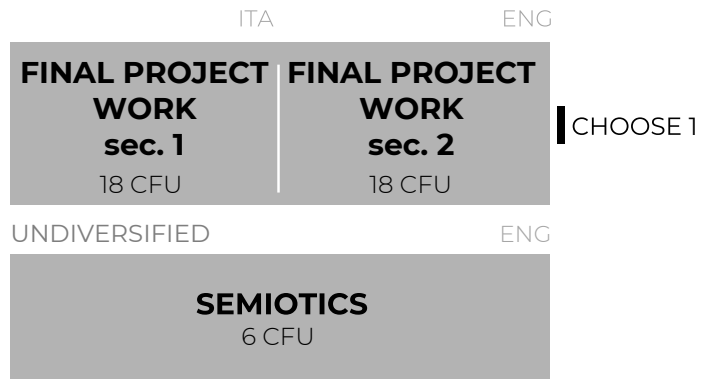 ITA ENG
FINAL PROJECT WORK sec. 1
18 CFU
FINAL PROJECT WORK sec. 2
18 CFU
CHOOSE 1
UNDIVERSIFIED ENG
SEMIOTICS
6 CFU